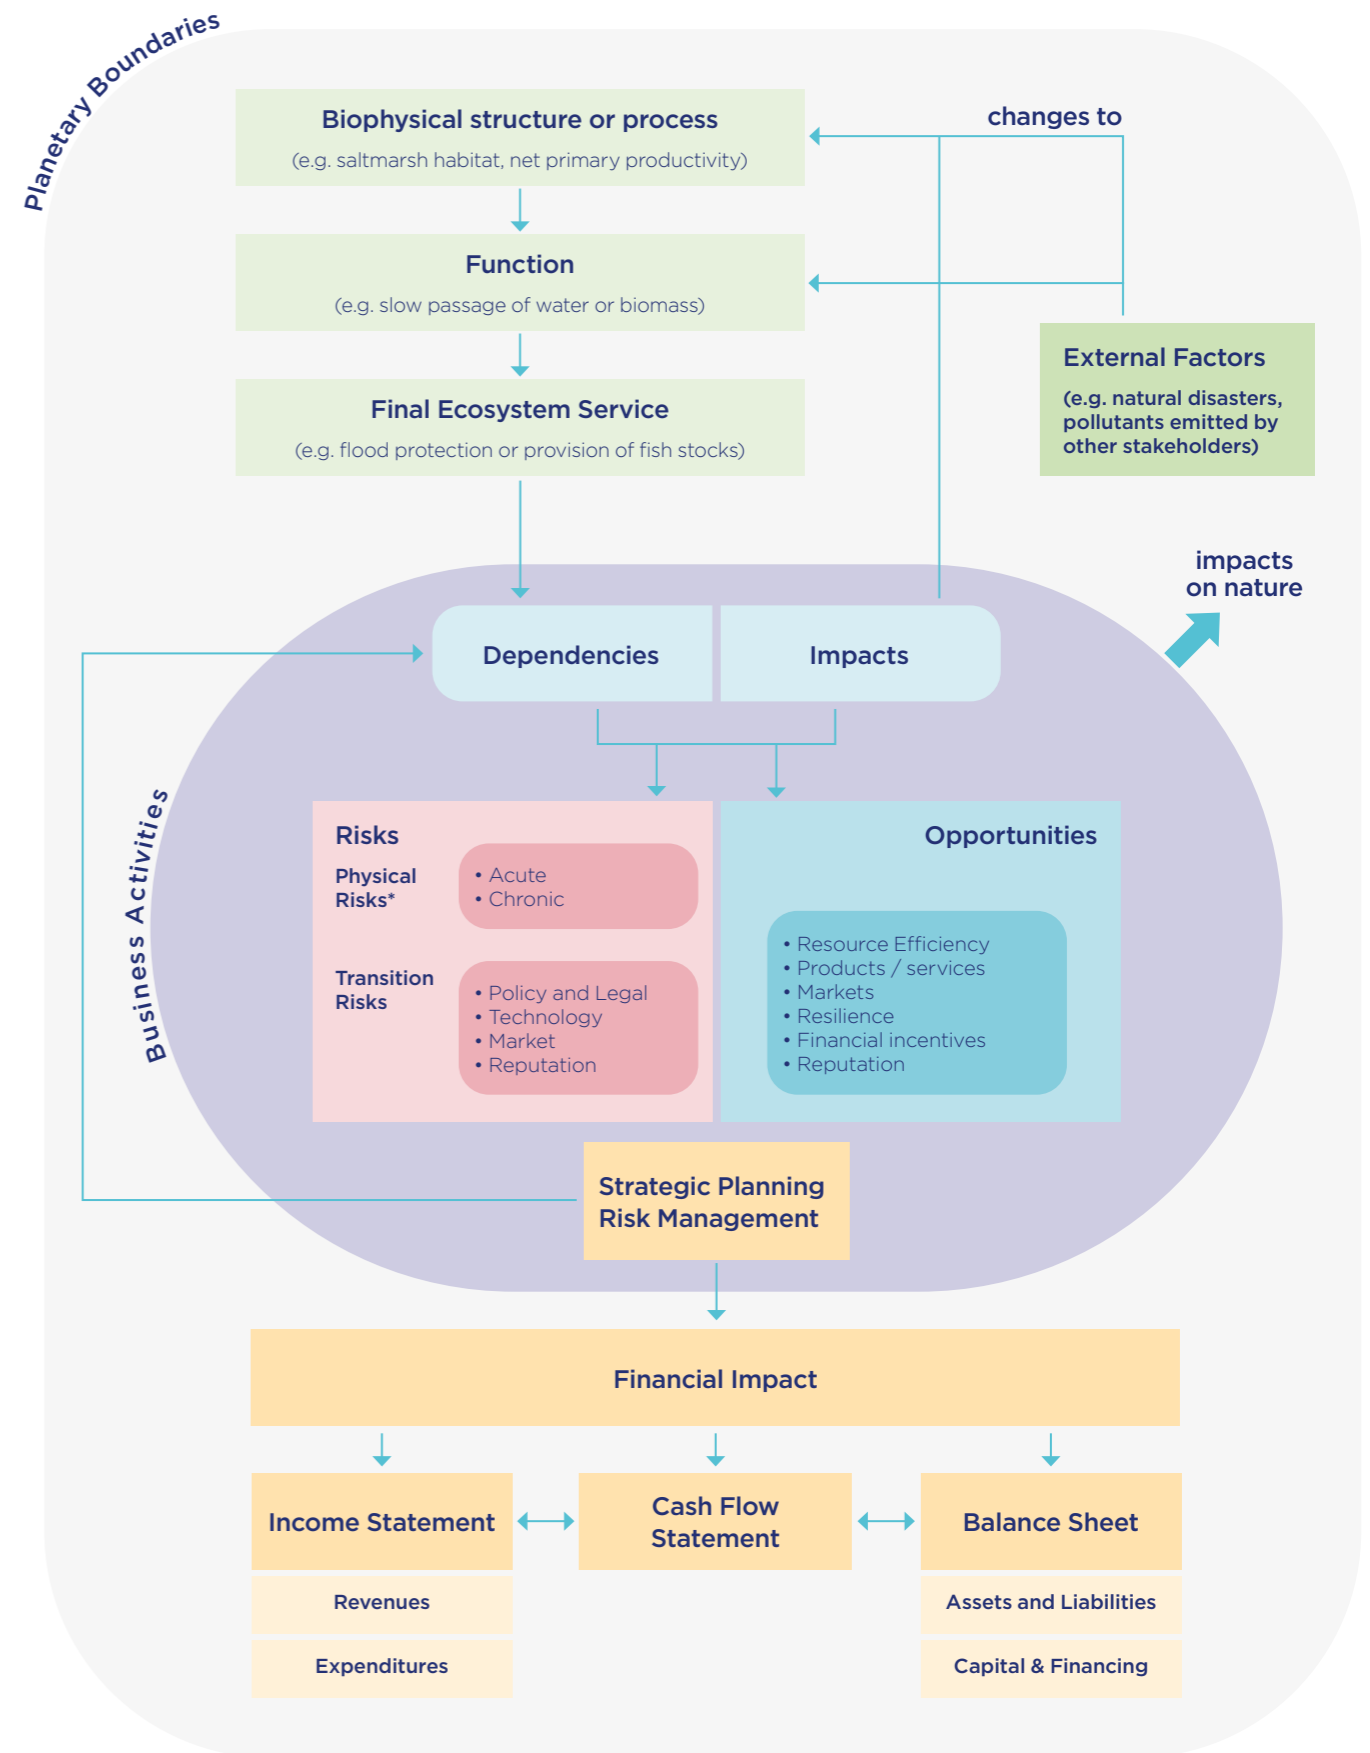 Planetary Boundaries
Biophysical structure or process
(e.g. saltmarsh habitat, net primary productivity)
changes to
Function
(e.g. slow passage of water or biomass)
External Factors
(e.g. natural disasters,
pollutants emitted by
other stakeholders)
Final Ecosystem Service
(e.g. flood protection or provision of fish stocks)
impacts
on nature
Dependencies
Impacts
Business Activities
Risks
Physical
Risks*
• Acute
• Chronic
Transition
Risks
• Policy and Legal
• Technology
• Market
• Reputation
Opportunities
• Resource Efficiency
• Products / services
• Markets
• Resilience
• Financial incentives
• Reputation
Strategic Planning
Risk Management
Financial Impact
Income Statement
Cash Flow
Statement
Balance Sheet
Revenues
Assets and Liabilities
Expenditures
Capital & Financing